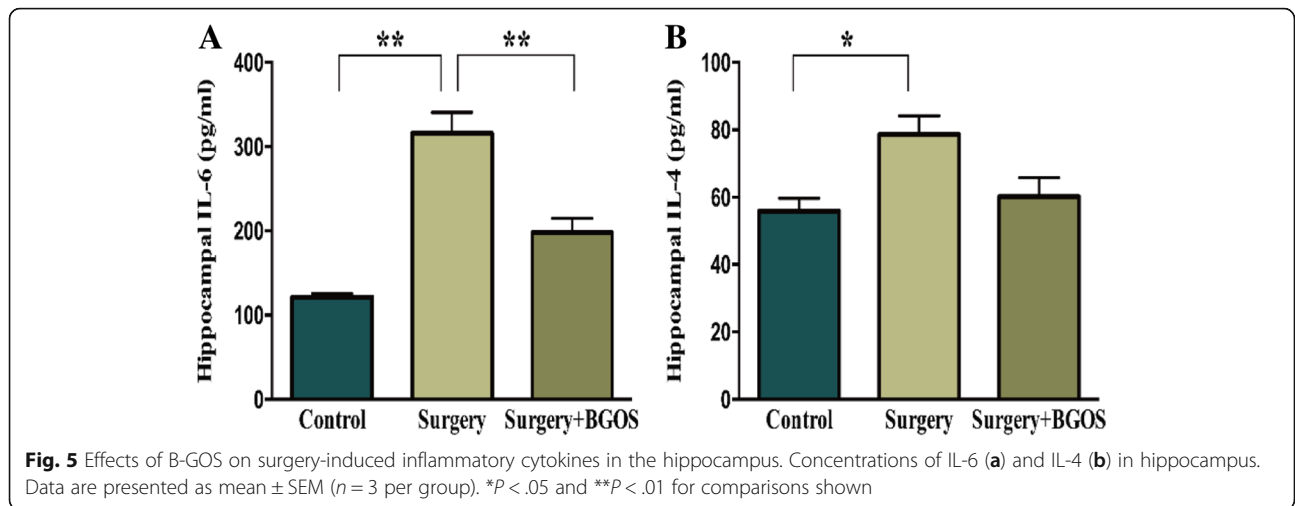 A
**
**
Hippocampal IL-6 (pg/ml)
400
300
200
100
0
Control Surgery Surgery+BGOS
B
*
Hippocampal IL-4 (pg/ml)
100
80
60
40
20
0
Control Surgery Surgery+BGOS
Fig. 5 Effects of B-GOS on surgery-induced inflammatory cytokines in the hippocampus. Concentrations of IL-6 (a) and IL-4 (b) in hippocampus.
Data are presented as mean ± SEM (n = 3 per group). *P < .05 and **P < .01 for comparisons shown